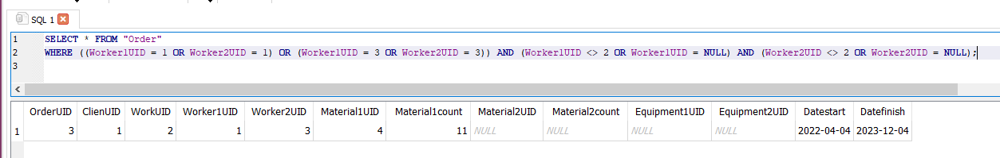 SQL 1
1 SELECT * FROM "Order"
2 WHERE ((Worker1UID = 1 OR Worker2UID = 1) OR (Worker1UID = 3 OR Worker2UID = 3)) AND (Worker1UID <> 2 OR Worker1UID = NULL) AND (Worker2UID <> 2 OR Worker2UID = NULL);
3
OrderUID ClienUID WorkUID Worker1UID Worker2UID Material1UID Material1count Material2UID Material2count Equipment1UID Equipment2UID Datestart Datefinish
1 3 1 2 1 3 4 11 NULL NULL NULL NULL 2022-04-04 2023-12-04